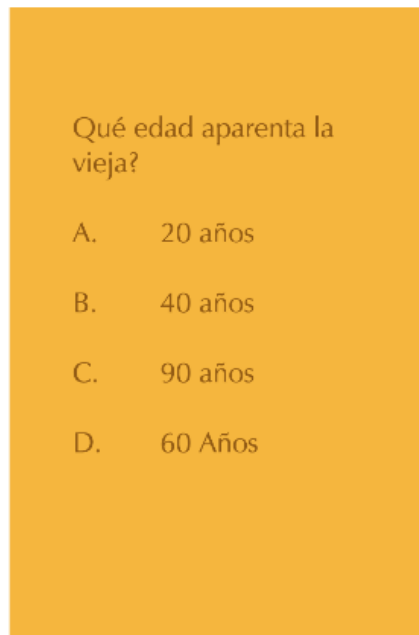 Qué edad aparenta la
vieja?
A. 20 años
B. 40 años
C. 90 años
D. 60 Años